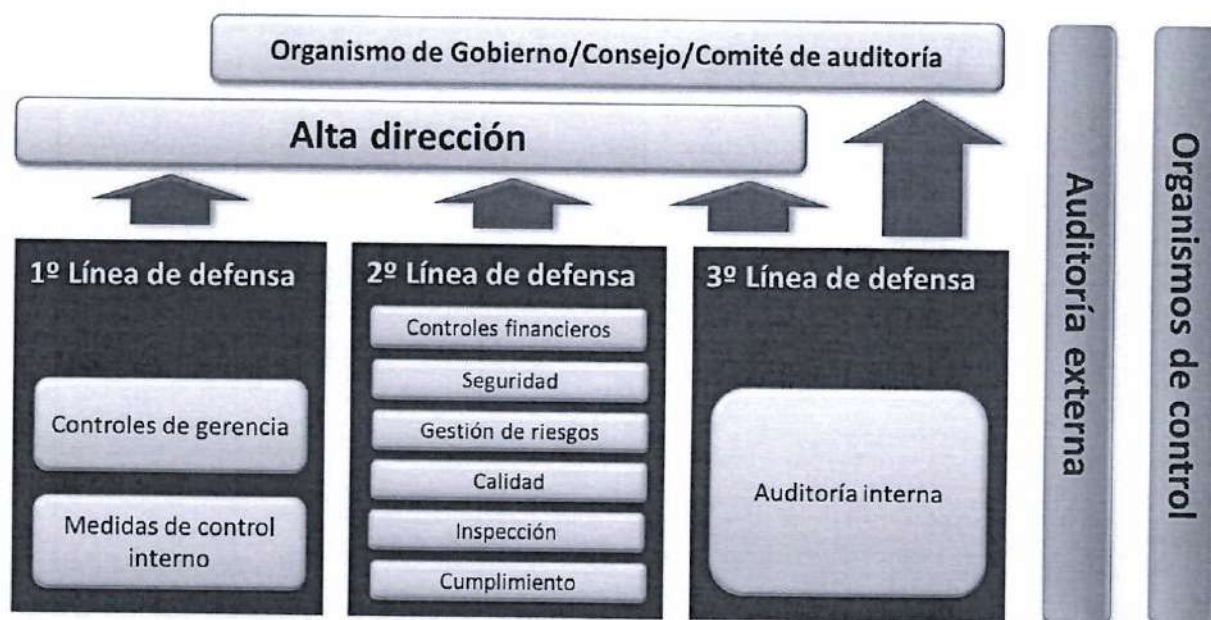 Organismo de Gobierno/Consejo/Comité de auditoría
Alta dirección
1º Línea de defensa
Controles de gerencia
Medidas de control
interno
2º Línea de defensa
Controles financieros
Seguridad
Gestión de riesgos
Calidad
Inspección
Cumplimiento
3º Línea de defensa
Auditoría interna
Auditoría externa
Organismos de control